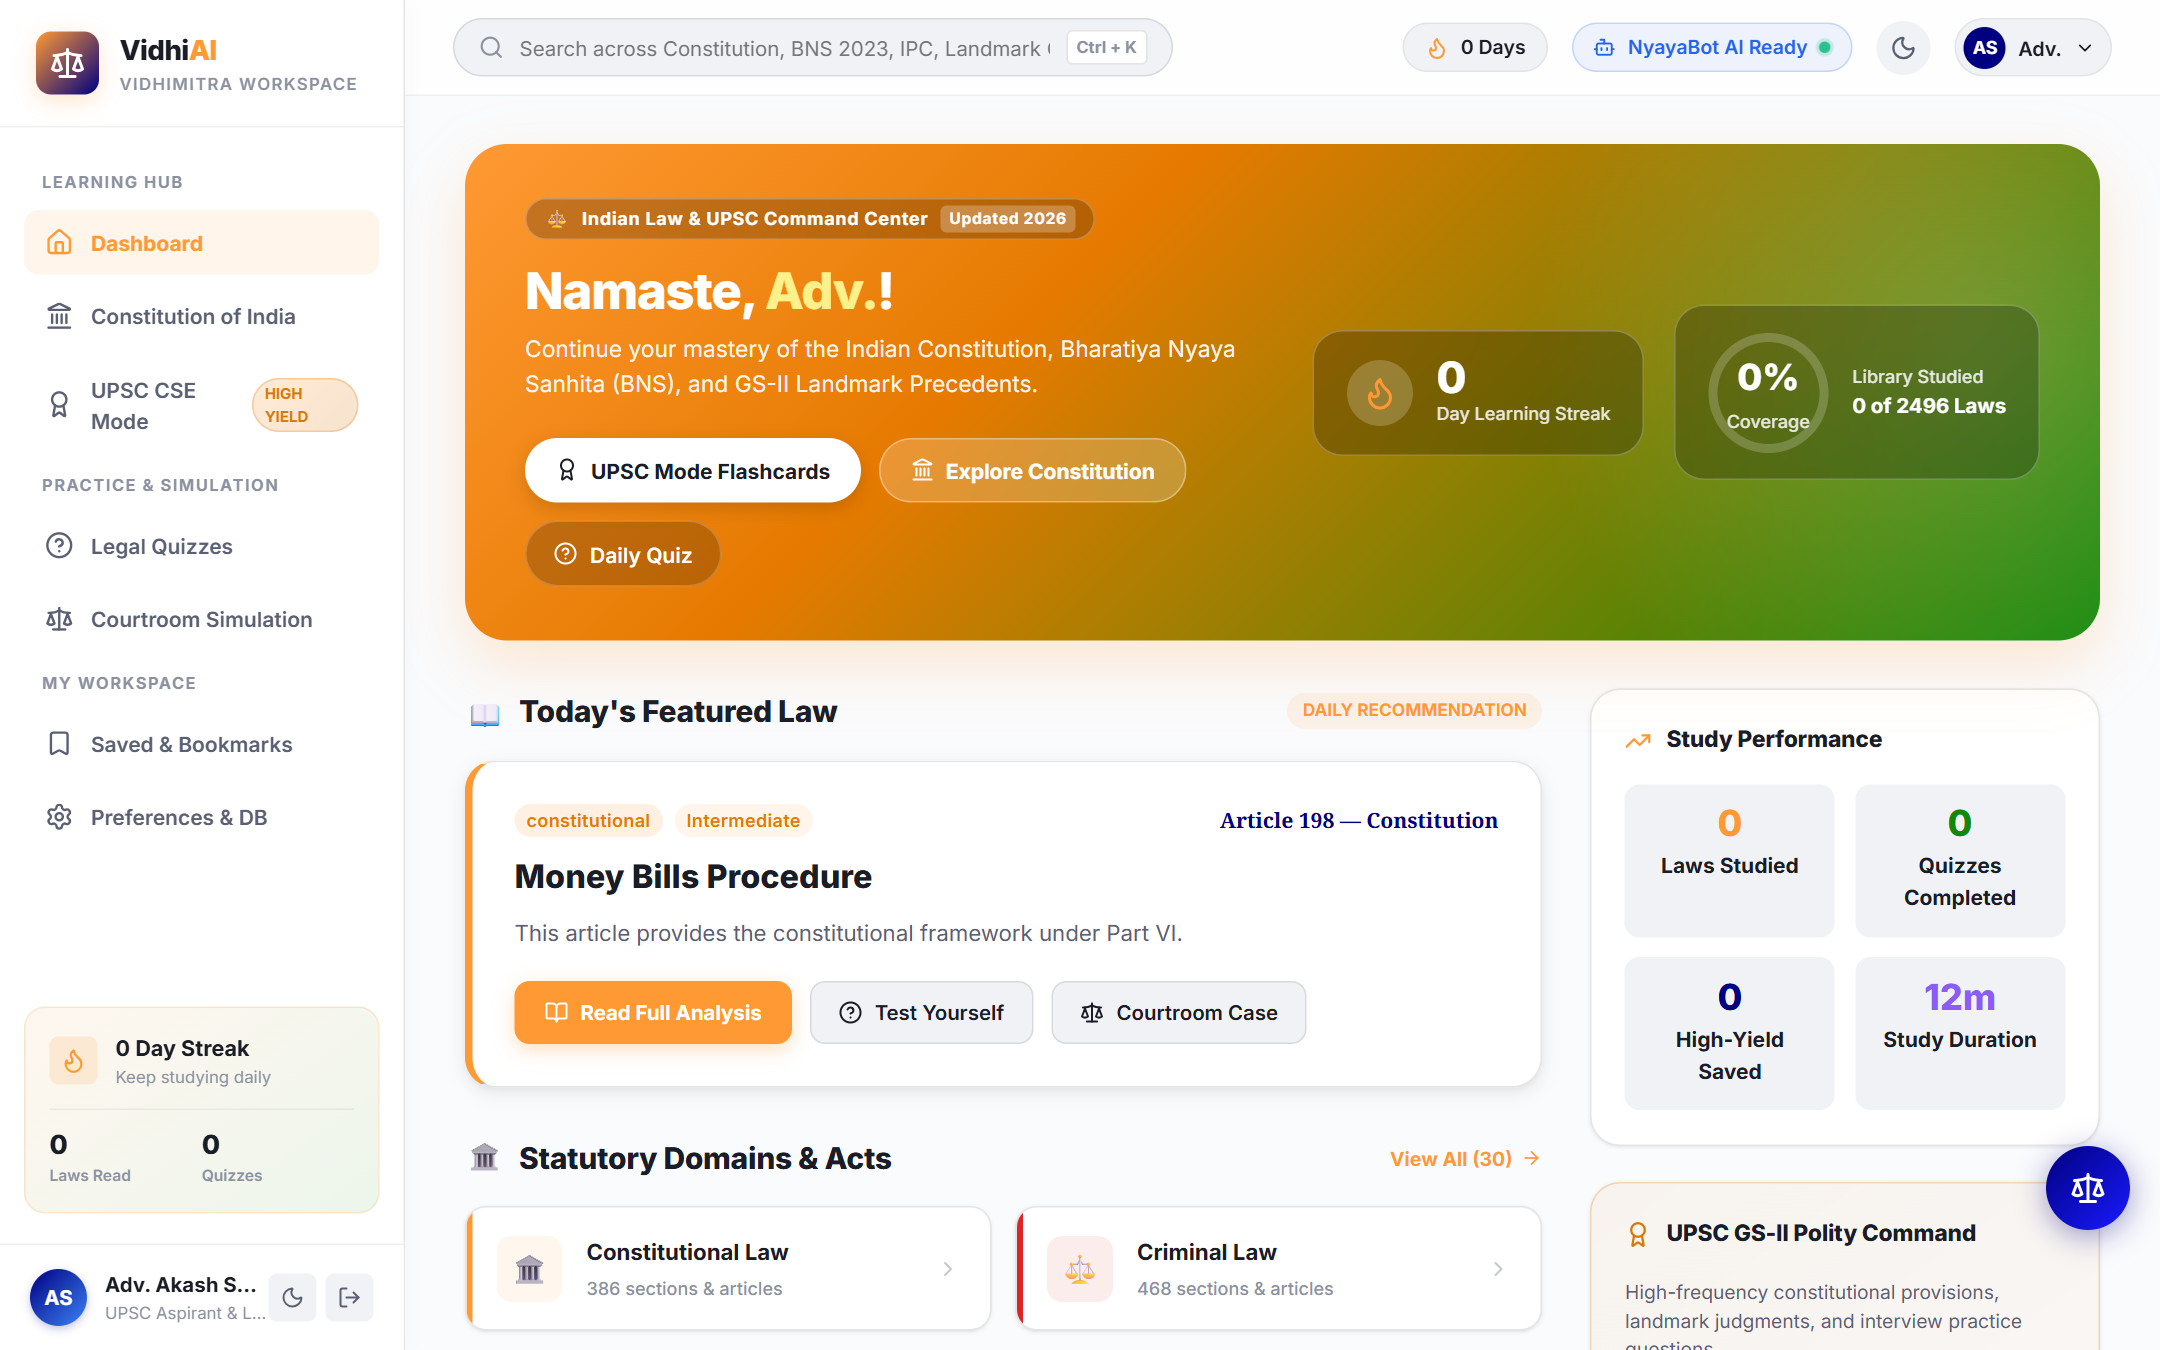 VidhiAI
VIDHIMITRA WORKSPACE
LEARNING HUB
Dashboard
Constitution of India
UPSC CSE
Mode
HIGH
YIELD
PRACTICE & SIMULATION
Legal Quizzes
Courtroom Simulation
MY WORKSPACE
Saved & Bookmarks
Preferences & DB
0 Day Streak
Keep studying daily
0
Laws Read
0
Quizzes
AS
Adv. Akash S...
UPSC Aspirant & L...
Search across Constitution, BNS 2023, IPC, Landmark
Ctrl + K
0 Days
NyayaBot AI Ready
AS
Adv.
Indian Law & UPSC Command Center
Updated 2026
Namaste, Adv.!
Continue your mastery of the Indian Constitution, Bharatiya Nyaya
Sanhita (BNS), and GS-II Landmark Precedents.
UPSC Mode Flashcards
Explore Constitution
Daily Quiz
0
Day Learning Streak
0%
Coverage
Library Studied
0 of 2496 Laws
Today's Featured Law
DAILY RECOMMENDATION
constitutional
Intermediate
Article 198 — Constitution
Money Bills Procedure
This article provides the constitutional framework under Part VI.
Read Full Analysis
Test Yourself
Courtroom Case
Statutory Domains & Acts
View All (30)
Constitutional Law
386 sections & articles
Criminal Law
468 sections & articles
Study Performance
0
Laws Studied
0
Quizzes
Completed
0
High-Yield
Saved
12m
Study Duration
UPSC GS-II Polity Command
High-frequency constitutional provisions,
landmark judgments, and interview practice
questions